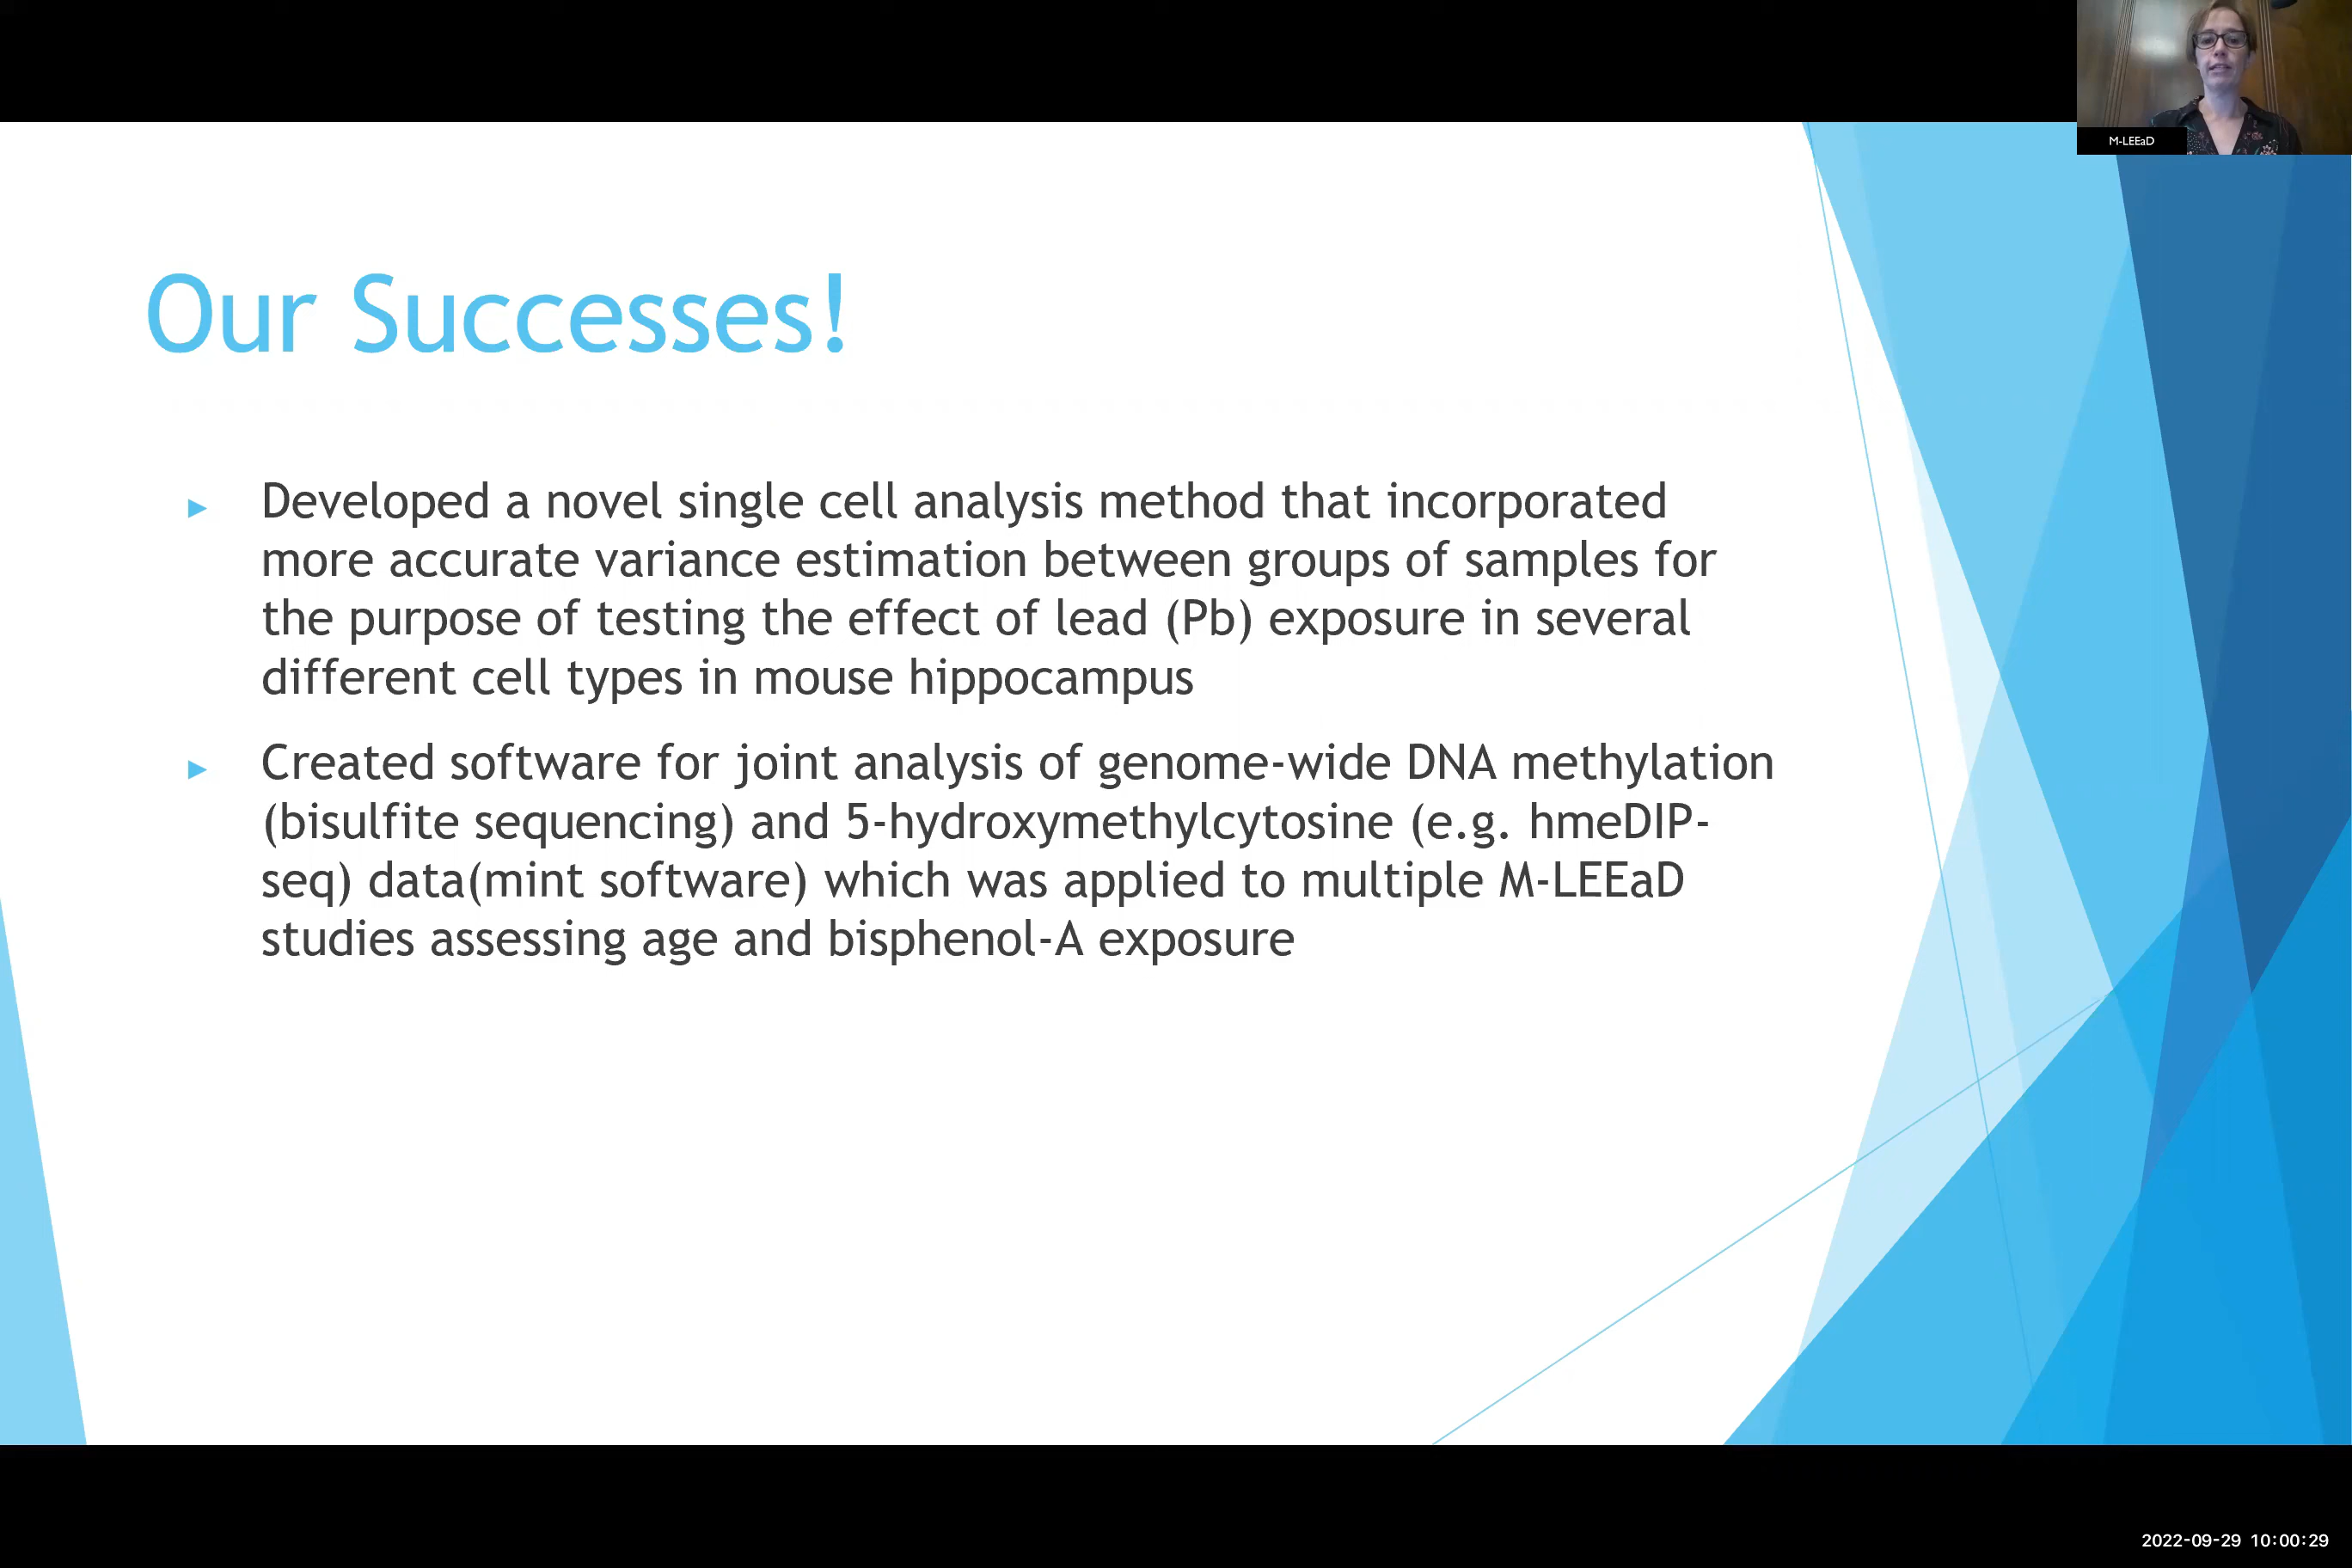 M-LEEaD
Our Successes!
► Developed a novel single cell analysis method that incorporated
more accurate variance estimation between groups of samples for
the purpose of testing the effect of lead (Pb) exposure in several
different cell types in mouse hippocampus
► Created software for joint analysis of genome-wide DNA methylation
(bisulfite sequencing) and 5-hydroxymethylcytosine (e.g. hmeDIP-
seq) data(mint software) which was applied to multiple M-LEEaD
studies assessing age and bisphenol-A exposure
2022-09-29 10:00:29